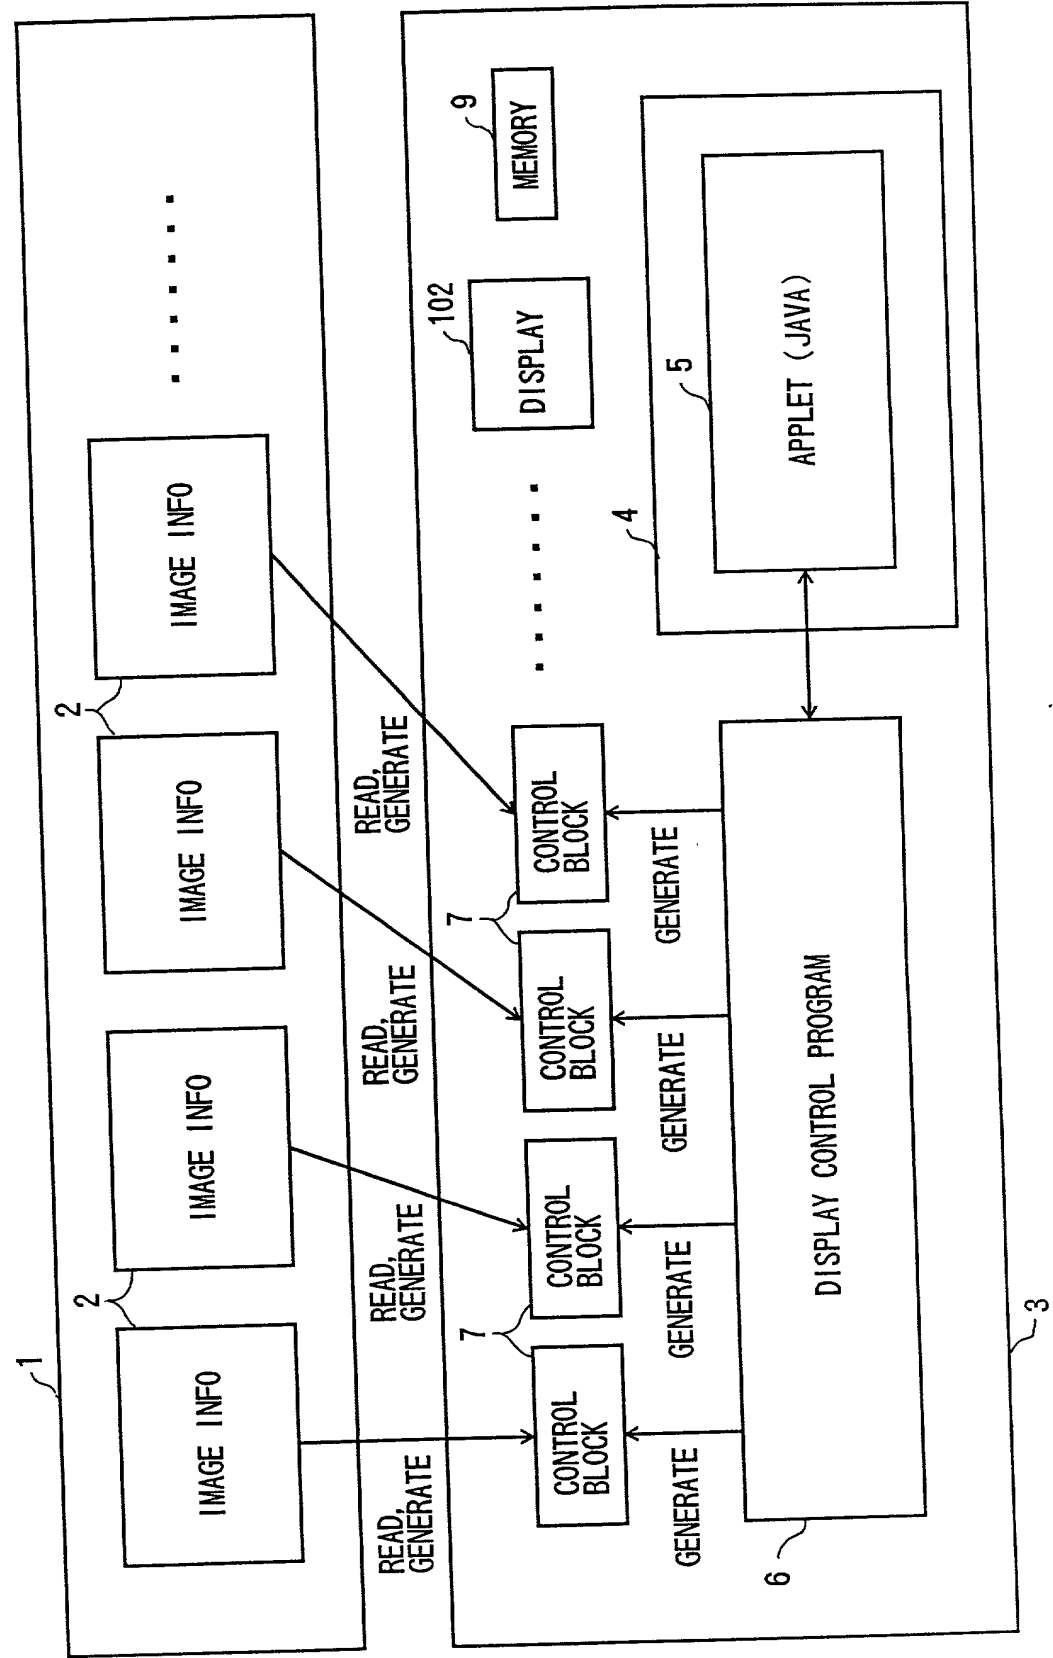 1
2
2
IMAGE INFO
IMAGE INFO
IMAGE INFO
IMAGE INFO
READ,
GENERATE
READ,
GENERATE
READ,
GENERATE
READ,
GENERATE
7
7
102
9
CONTROL
BLOCK
CONTROL
BLOCK
CONTROL
BLOCK
CONTROL
BLOCK
DISPLAY
MEMORY
GENERATE
GENERATE
GENERATE
GENERATE
4
5
6
DISPLAY CONTROL PROGRAM
APPLET (JAVA)
3